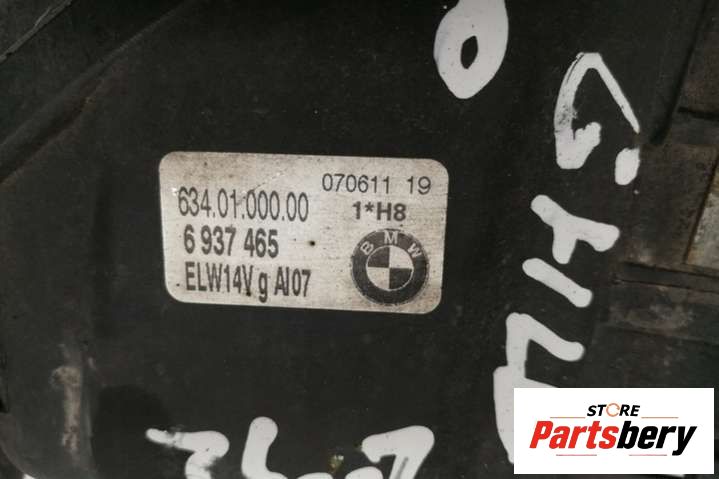 070611 19
634.01.000.00
1*H8
6 937 465
BMW
ELW14V g AI07
STORE
Partsbery